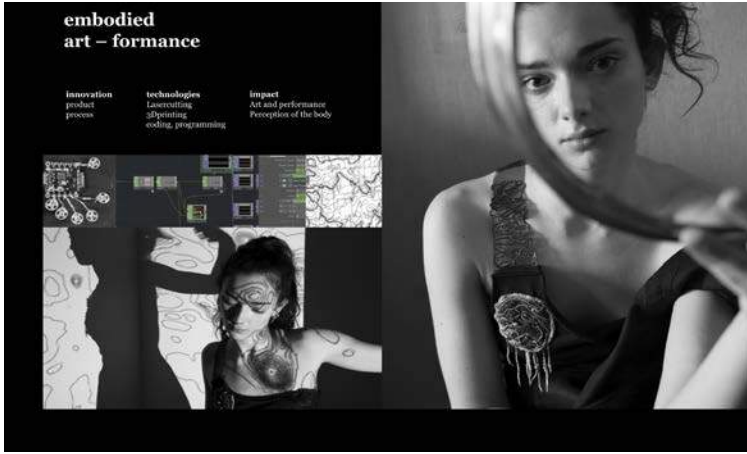 embodied
art – formance
innovation
product
process
technologies
Lasercutting
3Dprinting
coding, programming
impact
Art and performance
Perception of the body